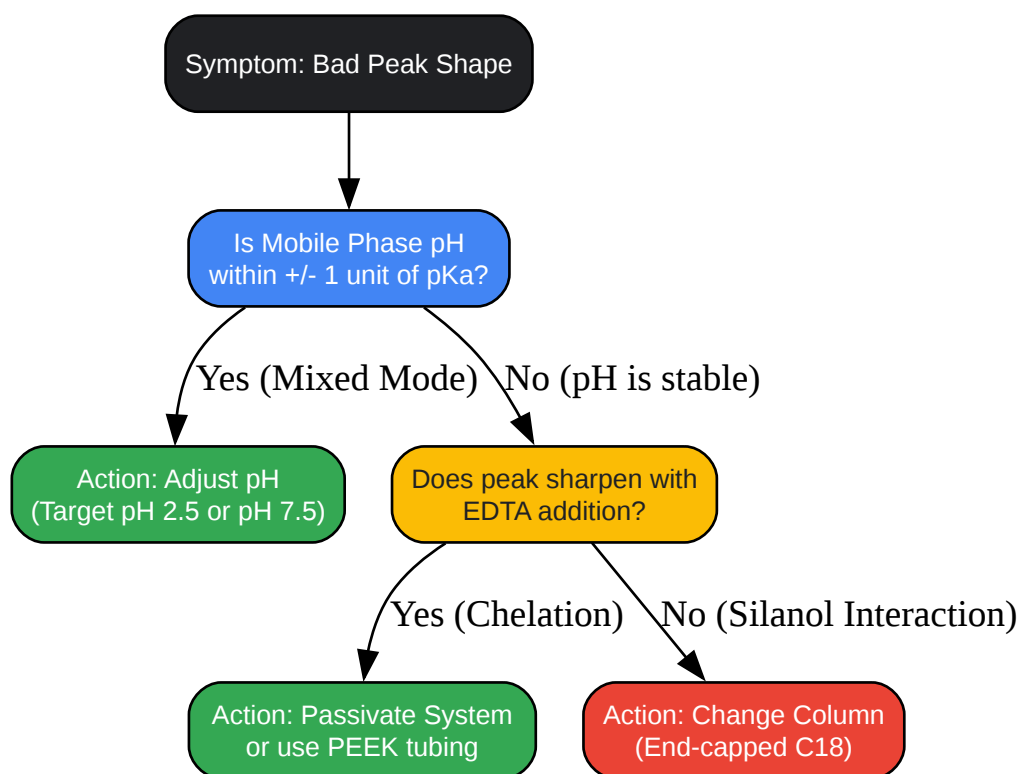 Symptom: Bad Peak Shape
Is Mobile Phase pH
within +/- 1 unit of pKa?
Yes (Mixed Mode)
No (pH is stable)
Action: Adjust pH
(Target pH 2.5 or pH 7.5)
Does peak sharpen with
EDTA addition?
Yes (Chelation)
No (Silanol Interaction)
Action: Passivate System
or use PEEK tubing
Action: Change Column
(End-capped C18)